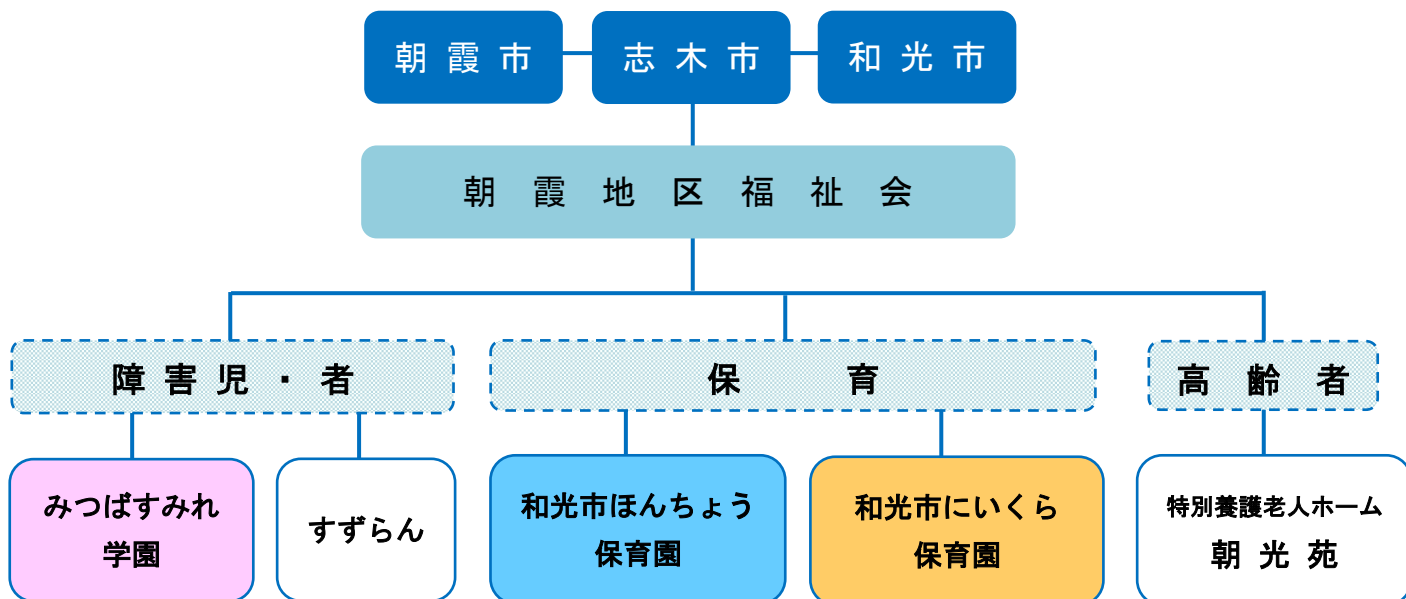 朝霞市
志木市
和光市
朝霞地区福祉会
障害児・者
保育
高齢者
みつばすみれ
学園
すずらん
和光市ほんちょう
保育園
和光市にいくら
保育園
特別養護老人ホーム
朝光苑